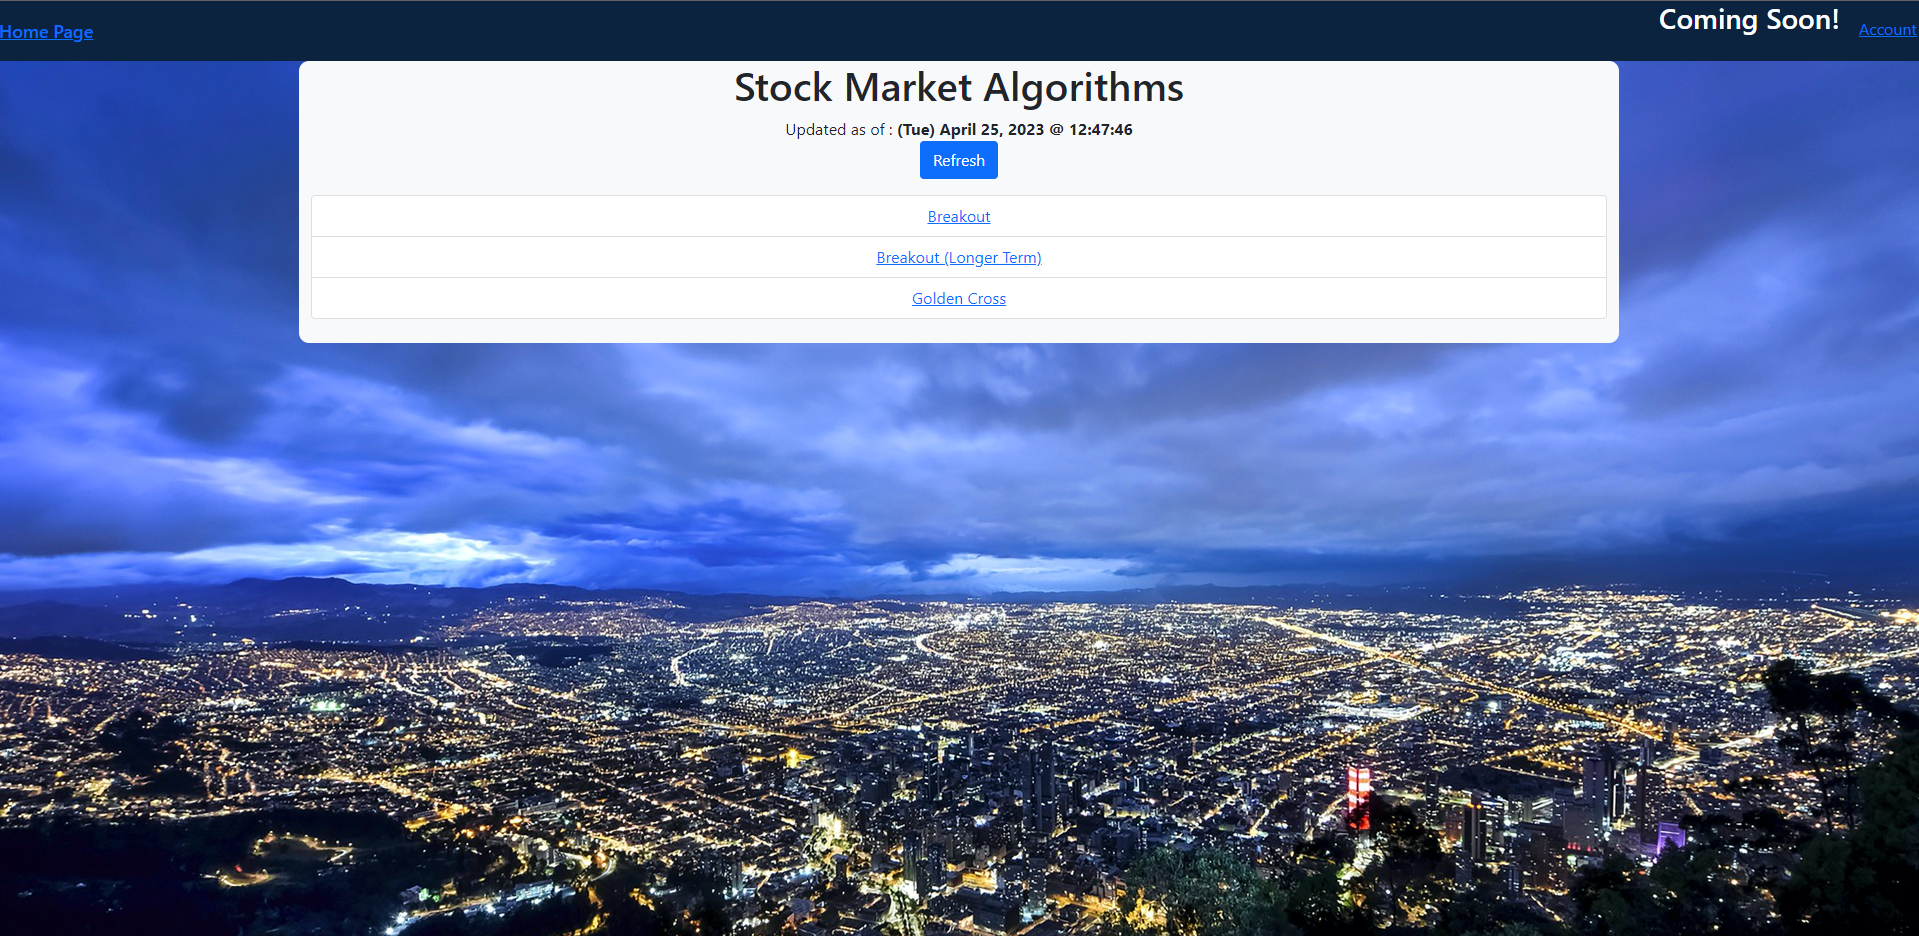 Home Page
Coming Soon!
Account
Stock Market Algorithms
Updated as of : (Tue) April 25, 2023 @ 12:47:46
Refresh
Breakout
Breakout (Longer Term)
Golden Cross